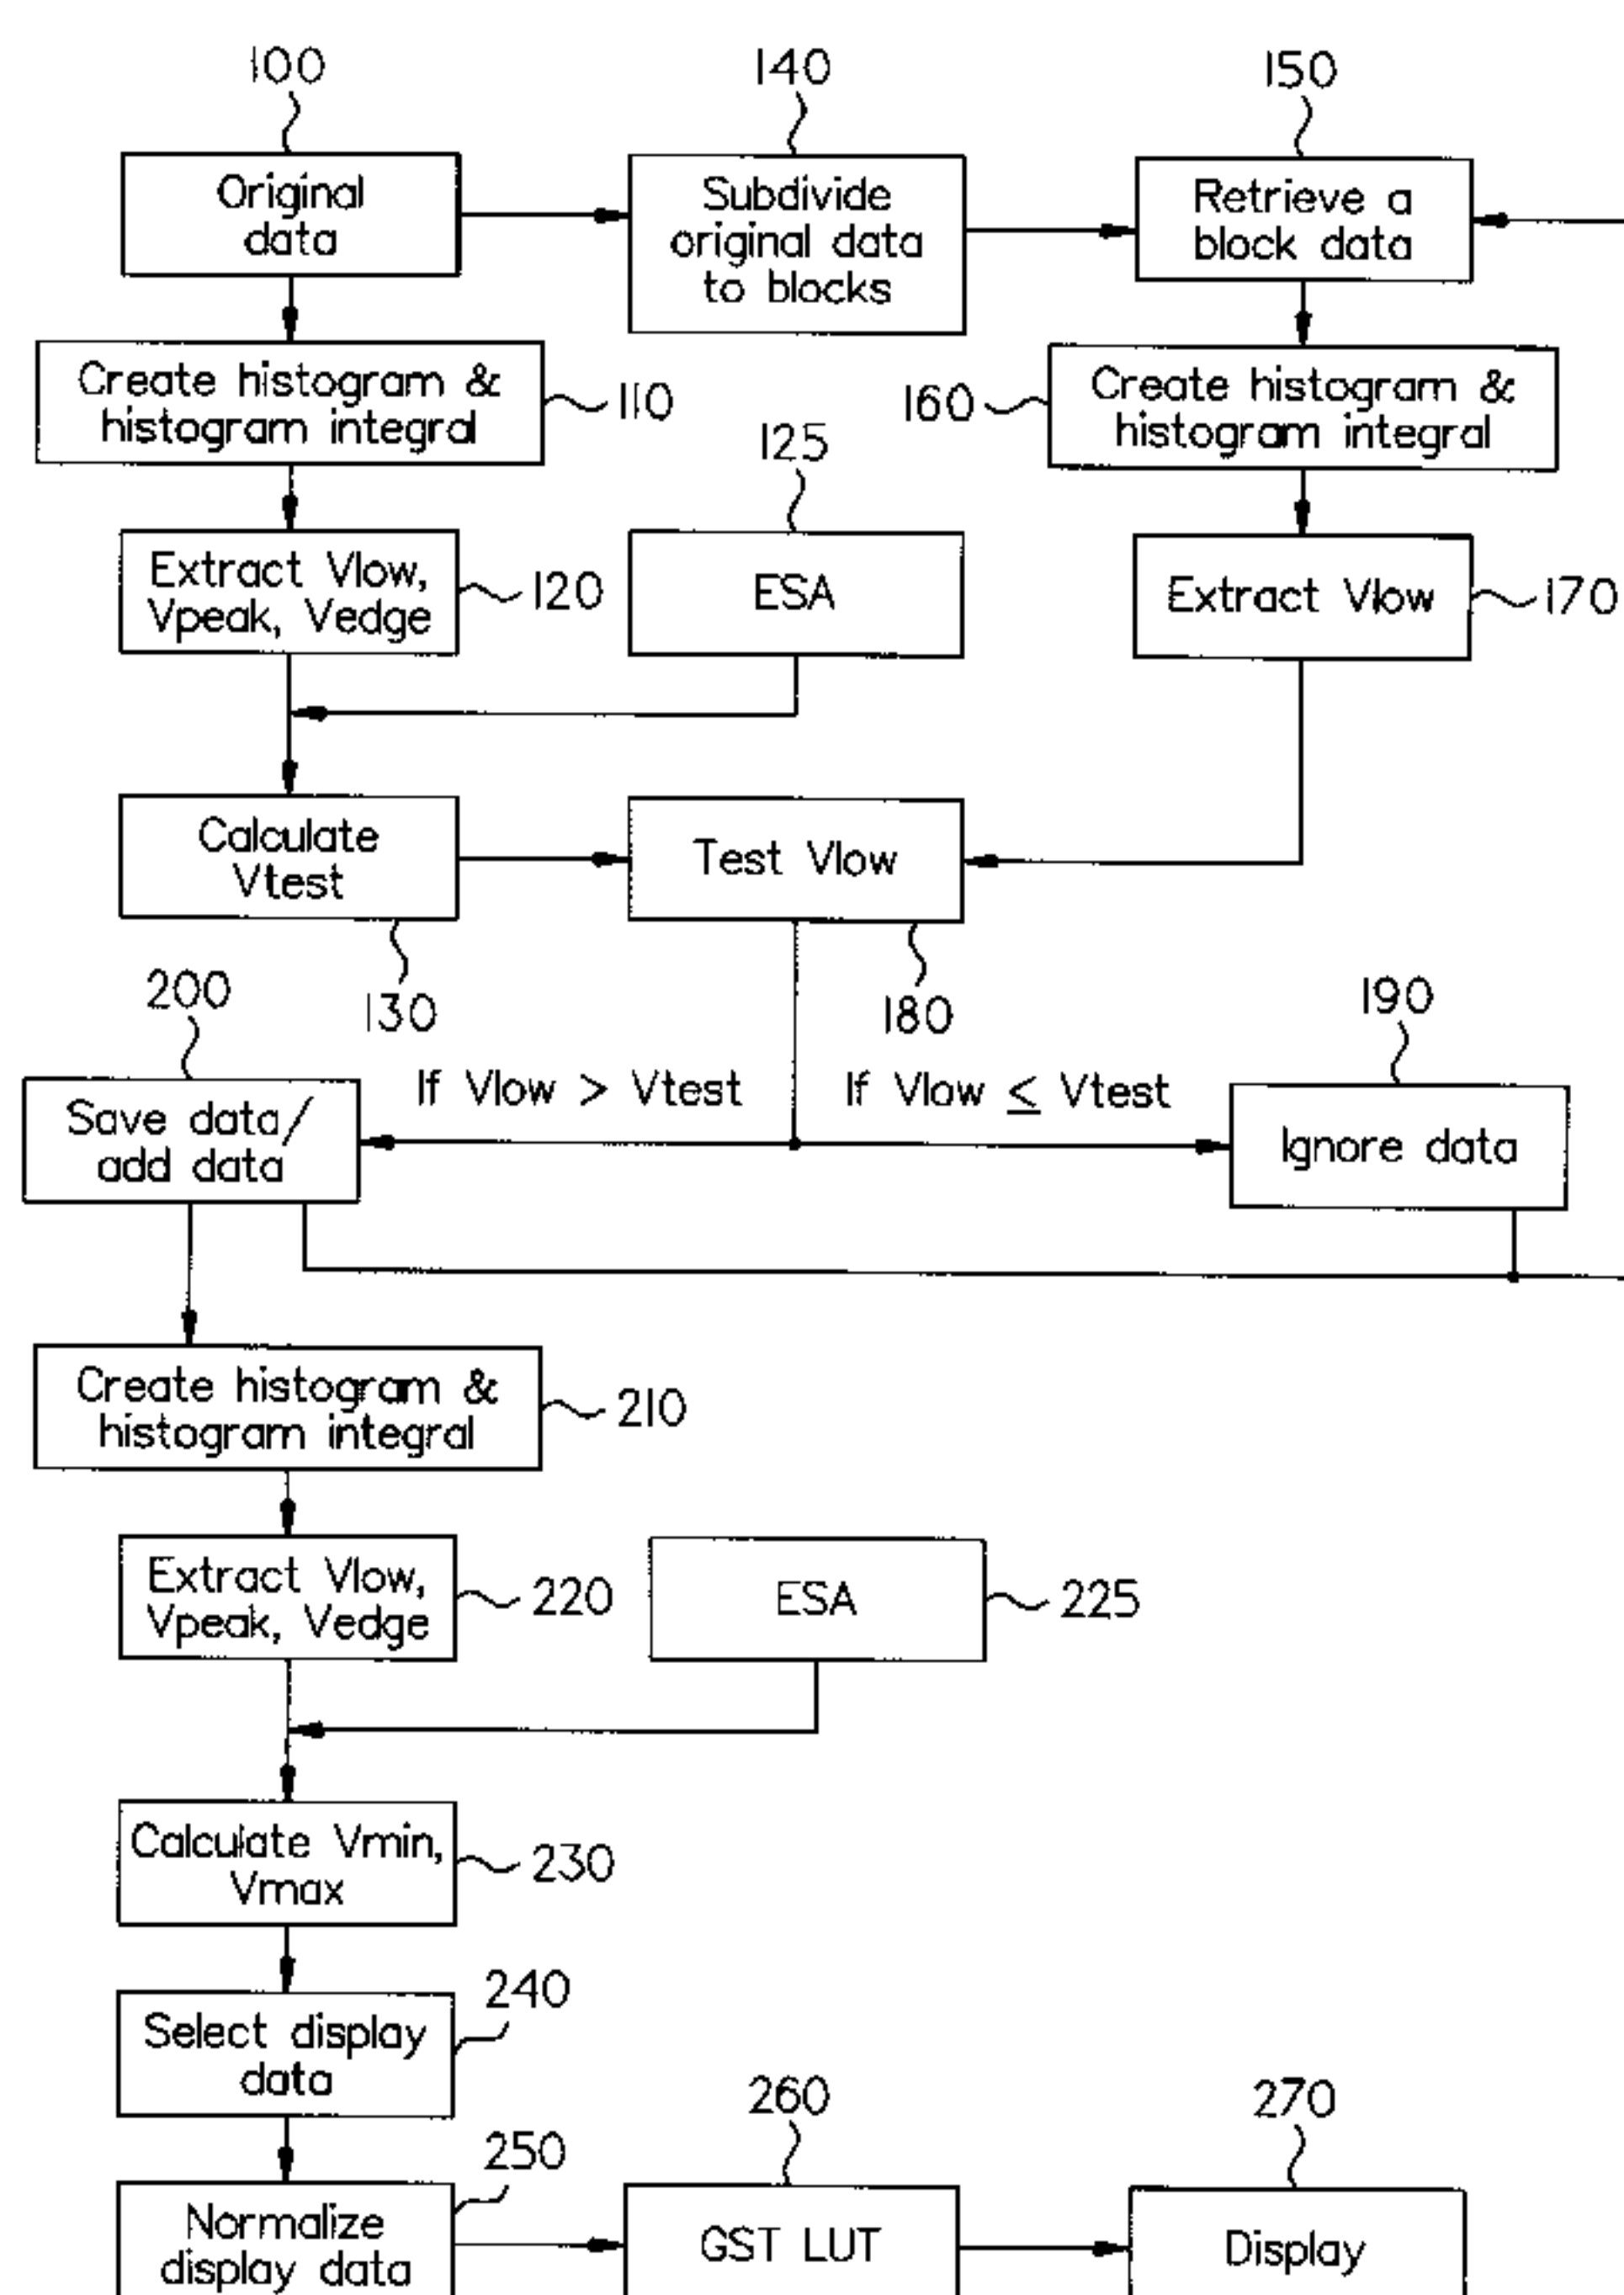 100
140
150
Original
data
Subdivide
original data
to blocks
Retrieve a
block data
Create histogram &
histogram integral
110
125
160
Create histogram &
histogram integral
Extract Vlow,
Vpeak, Vedge
120
ESA
Extract Vlow
170
Calculate
Vtest
Test Vlow
130
180
200
190
If Vlow > Vtest
If Vlow ≤ Vtest
Save data/
add data
Ignore data
Create histogram &
histogram integral
210
Extract Vlow,
Vpeak, Vedge
220
ESA
225
Calculate Vmin,
Vmax
230
240
Select display
data
250
260
270
Normalize
display data
GST LUT
Display